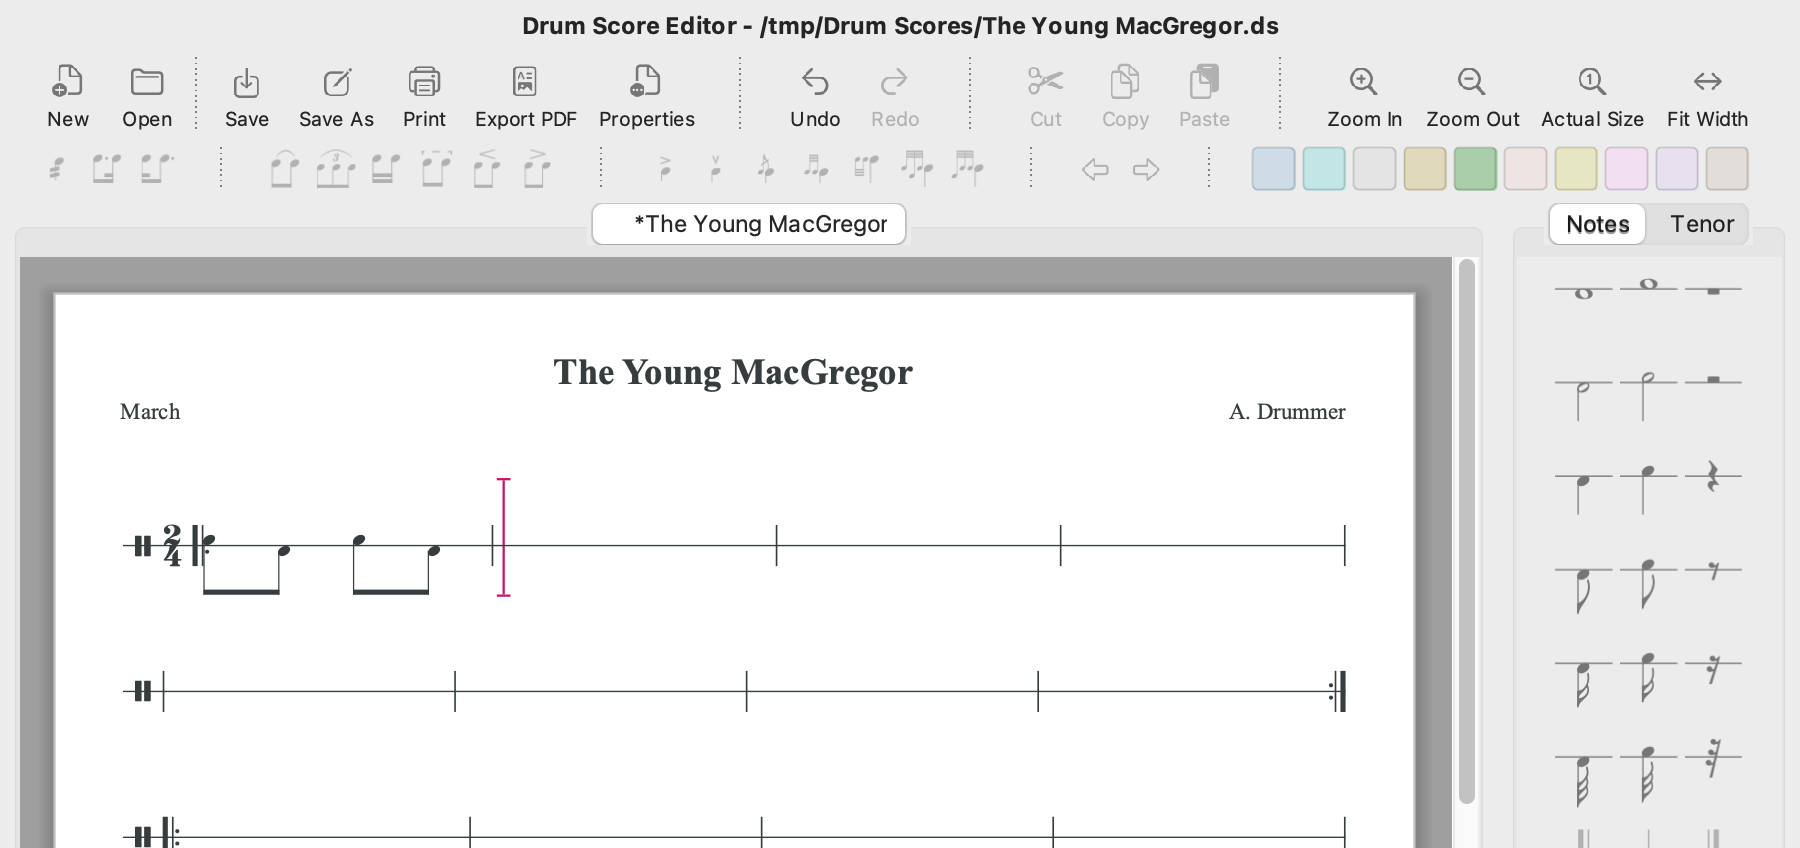 Drum Score Editor - /tmp/Drum Scores/The Young MacGregor.ds
New Open Save Save As Print Export PDF Properties Undo Redo Cut Copy Paste Zoom In Zoom Out Actual Size Fit Width
*The Young MacGregor
Notes Tenor
The Young MacGregor
March A. Drummer
2
4